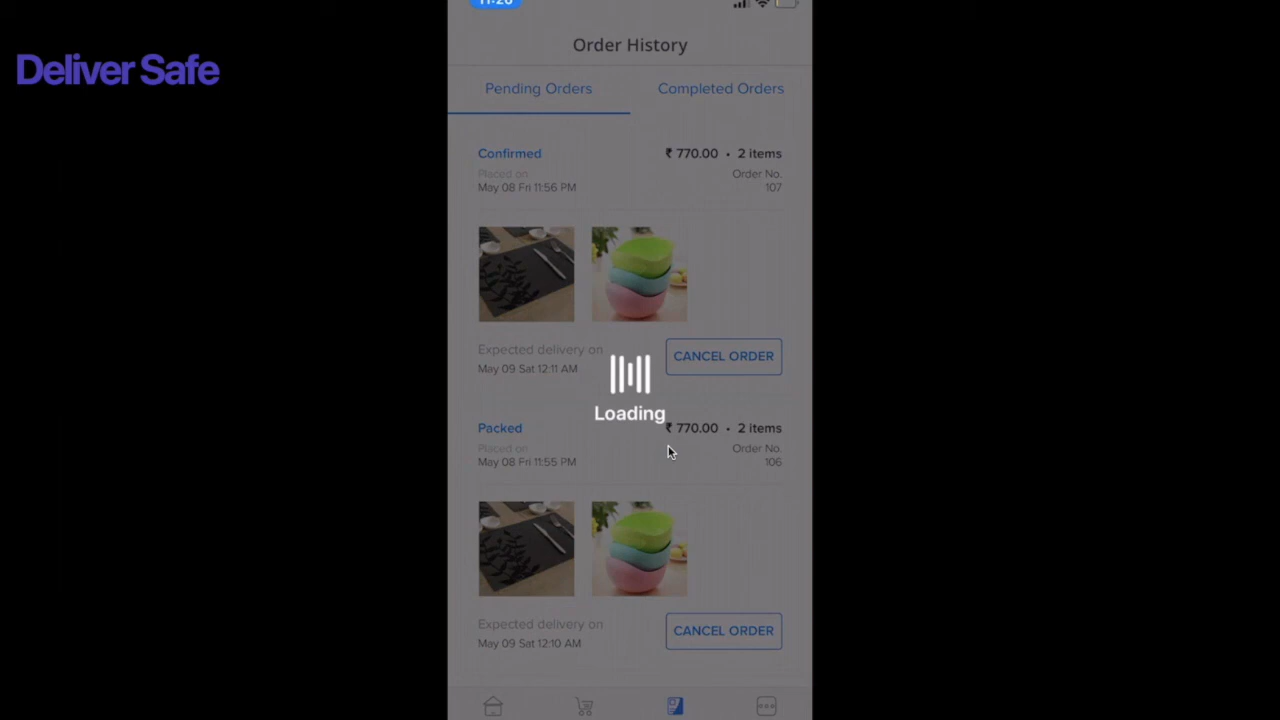 11:26
Deliver Safe
Order History
Pending Orders
Completed Orders
Confirmed
₹ 770.00 • 2 items
Placed on
Order No.
May 08 Fri 11:56 PM
107
Expected delivery on
CANCEL ORDER
May 09 Sat 12:11 AM
Loading
Packed
₹ 770.00 • 2 items
Placed on
Order No.
May 08 Fri 11:55 PM
106
Expected delivery on
CANCEL ORDER
May 09 Sat 12:10 AM